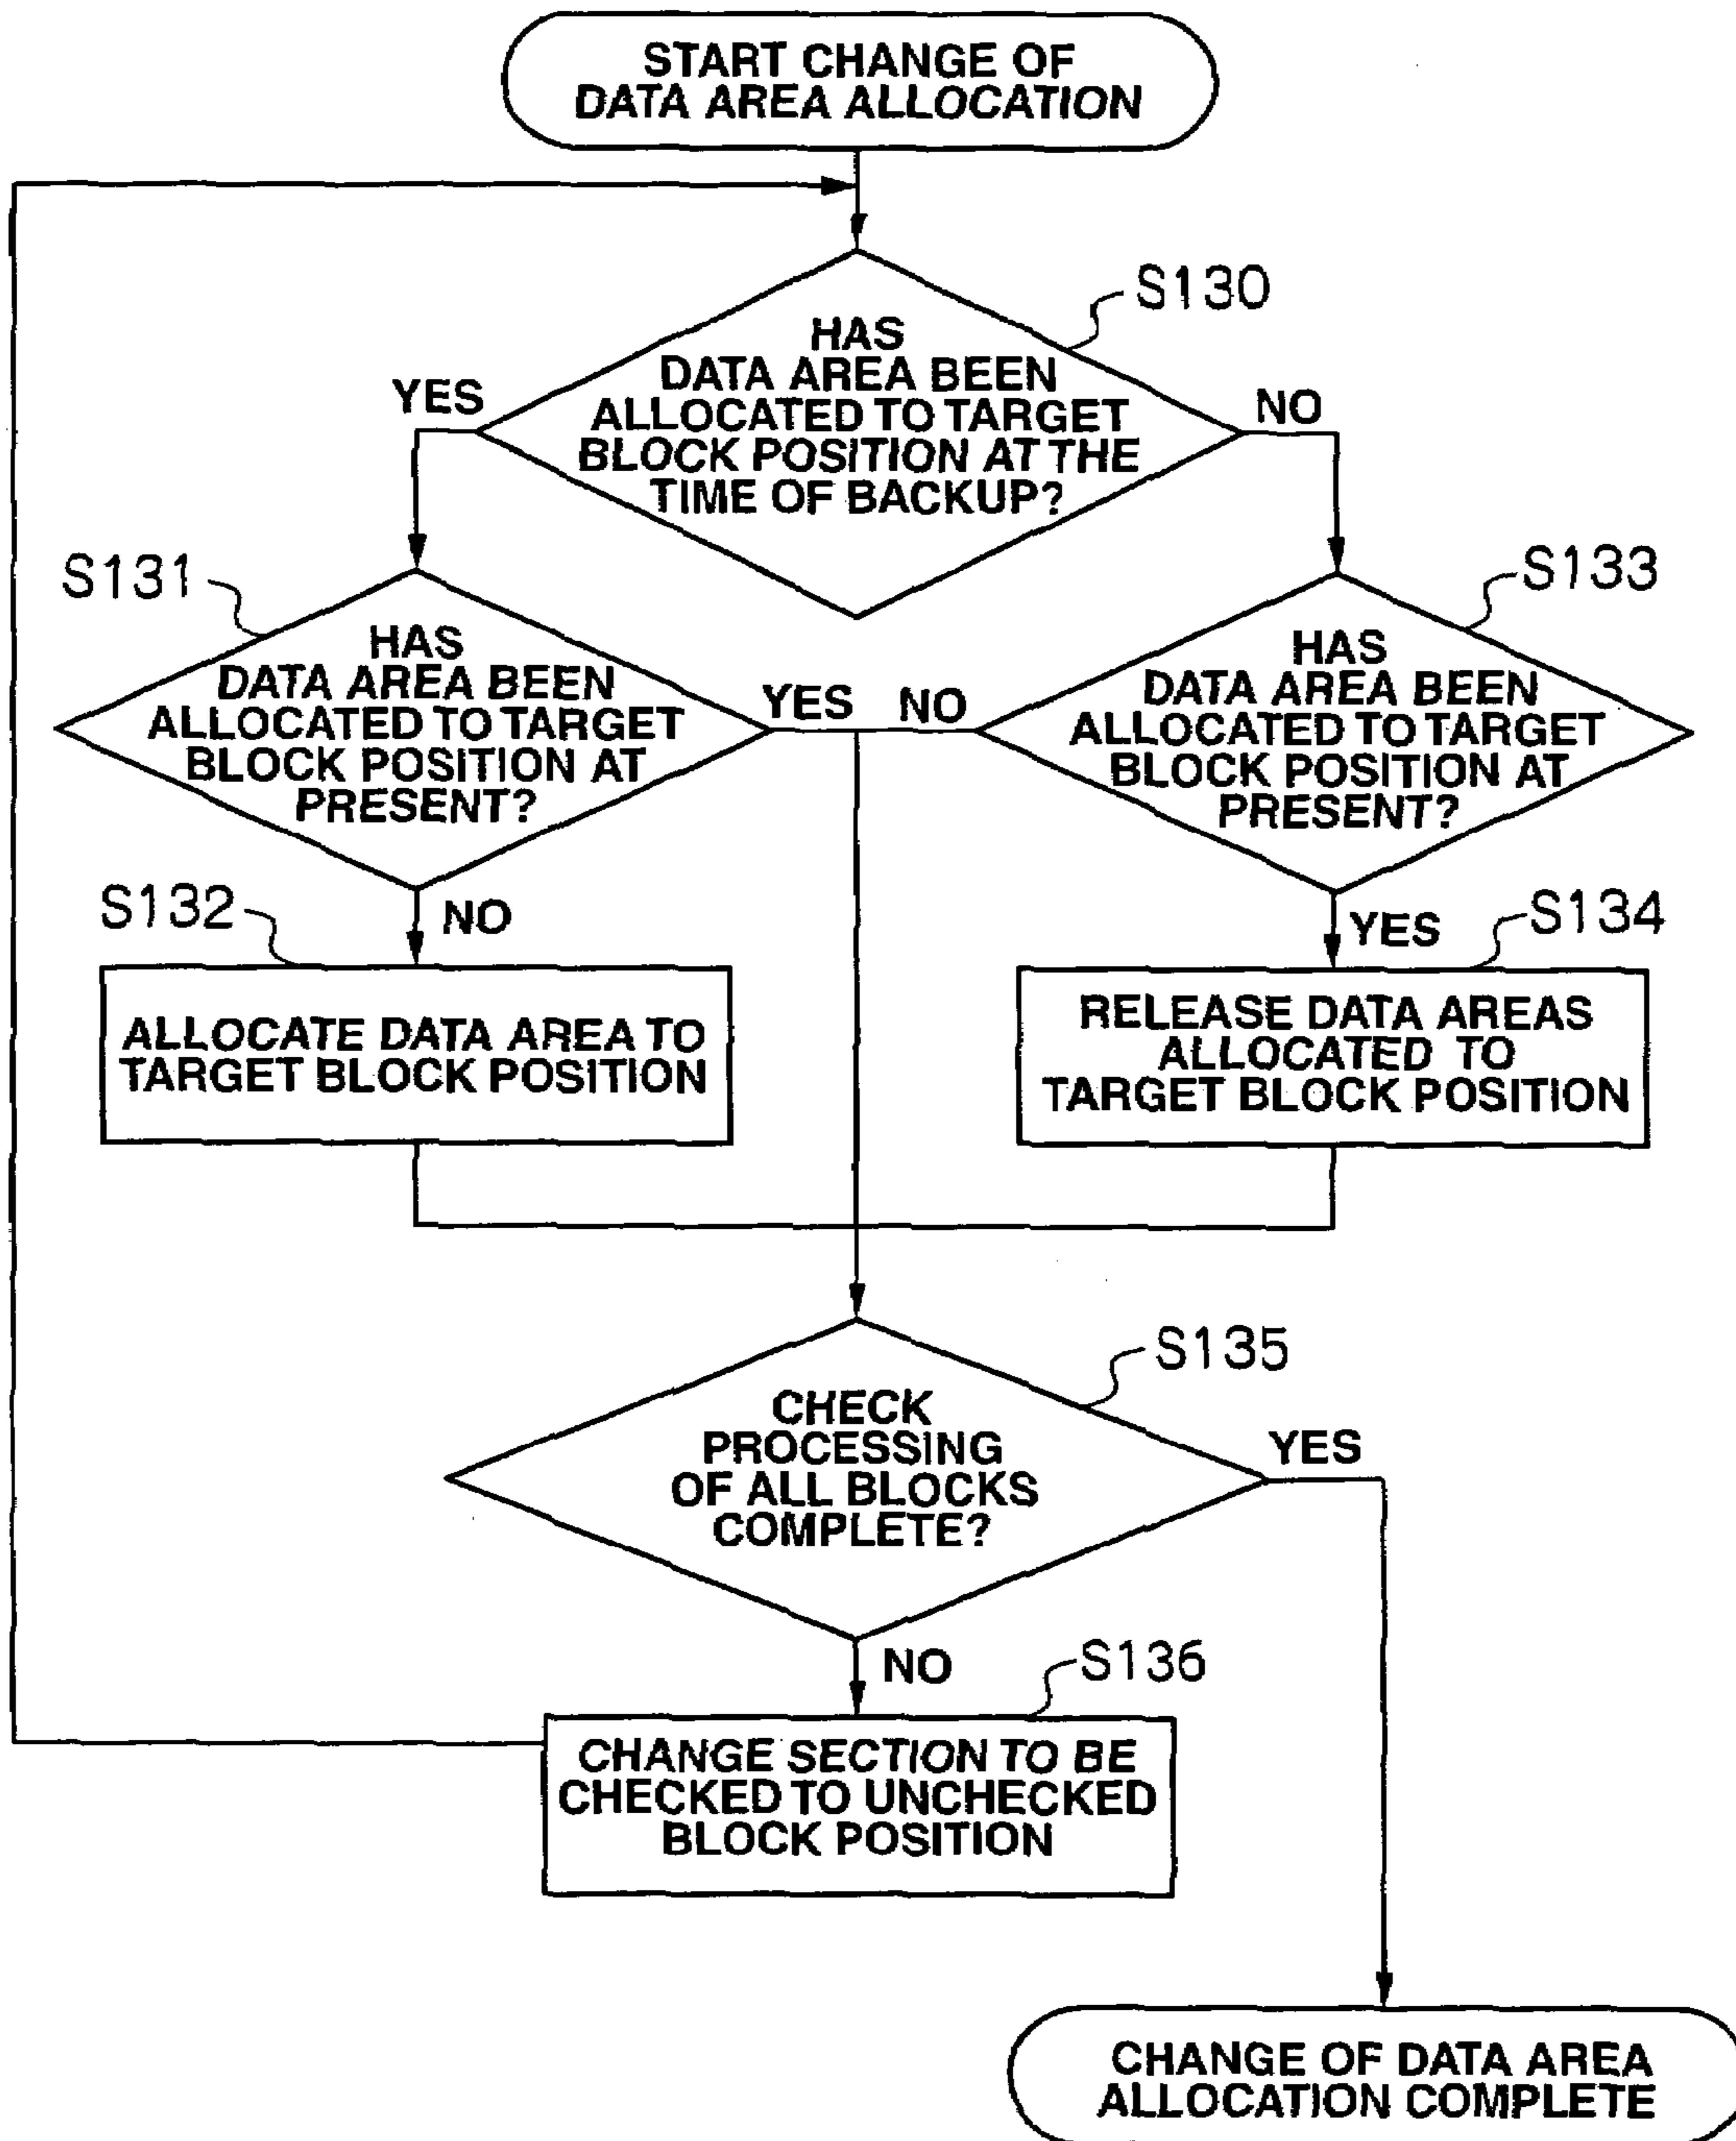 START CHANGE OF
DATA AREA ALLOCATION
S130
HAS
DATA AREA BEEN
ALLOCATED TO TARGET
BLOCK POSITION AT THE
TIME OF BACKUP?
YES
NO
S131
HAS
DATA AREA BEEN
ALLOCATED TO TARGET
BLOCK POSITION AT
PRESENT?
YES
NO
S133
HAS
DATA AREA BEEN
ALLOCATED TO TARGET
BLOCK POSITION AT
PRESENT?
NO
YES
S132
ALLOCATE DATA AREA TO
TARGET BLOCK POSITION
S134
RELEASE DATA AREAS
ALLOCATED TO
TARGET BLOCK POSITION
S135
CHECK
PROCESSING
OF ALL BLOCKS
COMPLETE?
YES
NO
S136
CHANGE SECTION TO BE
CHECKED TO UNCHECKED
BLOCK POSITION
CHANGE OF DATA AREA
ALLOCATION COMPLETE